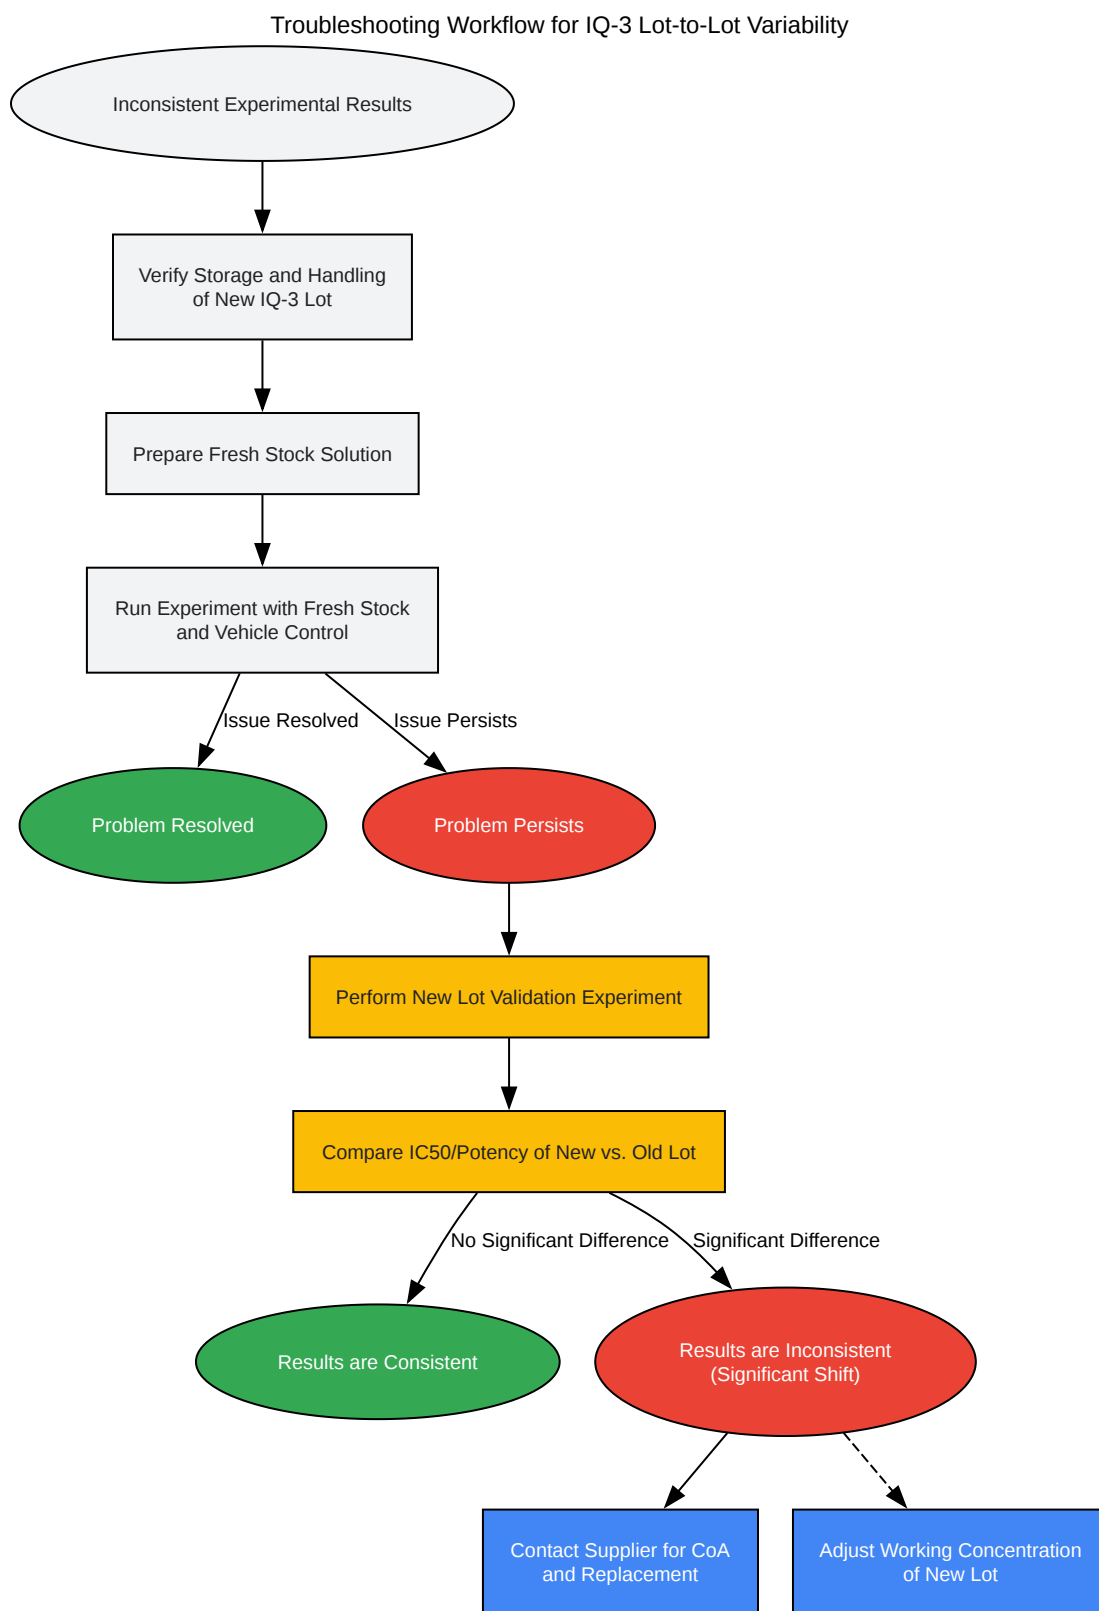 Troubleshooting Workflow for IQ-3 Lot-to-Lot Variability
Inconsistent Experimental Results
Verify Storage and Handling
of New IQ-3 Lot
Prepare Fresh Stock Solution
Run Experiment with Fresh Stock
and Vehicle Control
Issue Resolved
Issue Persists
Problem Resolved
Problem Persists
Perform New Lot Validation Experiment
Compare IC50/Potency of New vs. Old Lot
No Significant Difference
Significant Difference
Results are Consistent
Results are Inconsistent
(Significant Shift)
Contact Supplier for CoA
and Replacement
Adjust Working Concentration
of New Lot